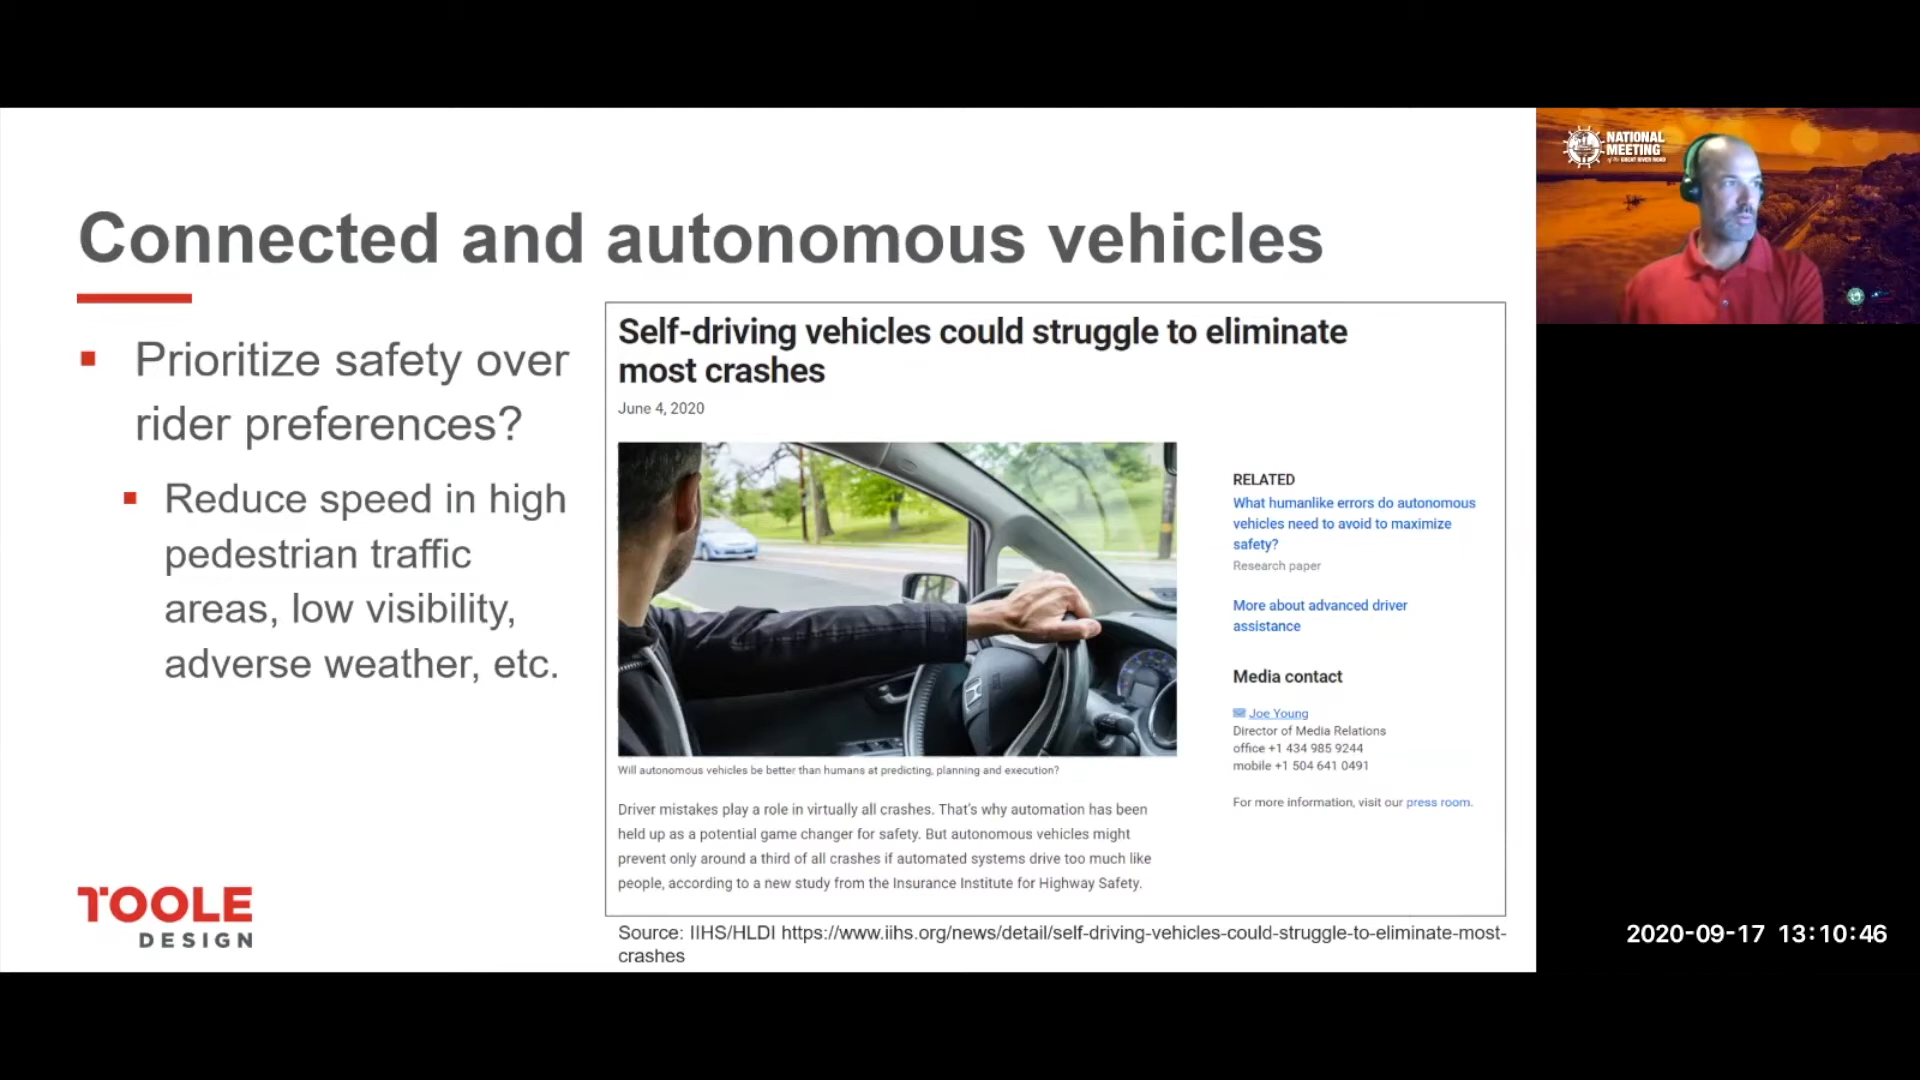 Connected and autonomous vehicles
Prioritize safety over
rider preferences?
Reduce speed in high
pedestrian traffic
areas, low visibility,
adverse weather, etc.
TOOLE
DESIGN
Self-driving vehicles could struggle to eliminate
most crashes
June 4, 2020
Will autonomous vehicles be better than humans at predicting, planning and execution?
Driver mistakes play a role in virtually all crashes. That's why automation has been
held up as a potential game changer for safety. But autonomous vehicles might
prevent only around a third of all crashes if automated systems drive too much like
people, according to a new study from the Insurance Institute for Highway Safety.
RELATED
What humanlike errors do autonomous
vehicles need to avoid to maximize
safety?
Research paper
More about advanced driver
assistance
Media contact
Joe Young
Director of Media Relations
office +1 434 985 9244
mobile +1 504 641 0491
For more information, visit our press room.
Source: IIHS/HLDI https://www.iihs.org/news/detail/self-driving-vehicles-could-struggle-to-eliminate-most-
crashes
NATIONAL
MEETING
of the GREAT RIVER ROAD
2020-09-17 13:10:46